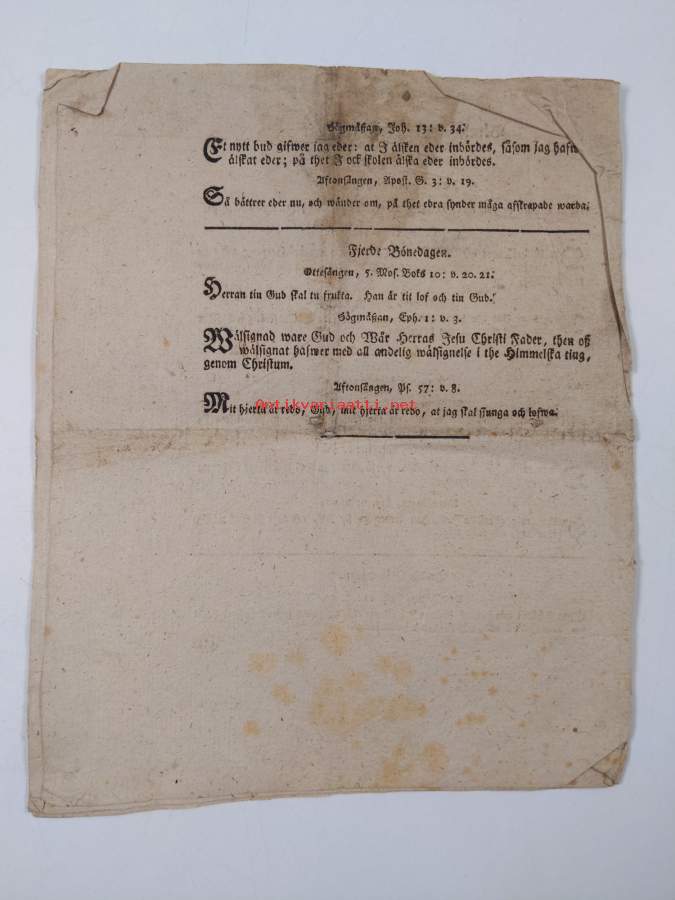 Högmäßan, Joh. 13: v. 34.
Et nytt bud gifwer jag eder: at I älsken eder inbördes, såsom jag hafw
älskat eder; på thet I ock skolen älska eder inbördes.
Aftonsången, Apost. G. 3: v. 19.
Så bättrer eder nu, och wänder om, på thet edra synder måga afskrapade warda.
Fjerde Bönedagen.
Ottesången, 5. Mos. Boks 10: v. 20. 21.
Herran tin Gud skal tu frukta. Han är tit lof och tin Gud.
Högmäßan, Eph. 1: v. 3.
Wälsignad ware Gud och Wår Herras Jesu Christi Fader, then oß
wälsignat hafwer med all andelig wälsignelse i the Himmelska ting,
genom Christum.
Aftonsången, Ps. 57: v. 8.
Mit hjerta är redo, Gud, mit hjerta är redo, at jag skal siunga och lofwa.
Antikvariaatti.net